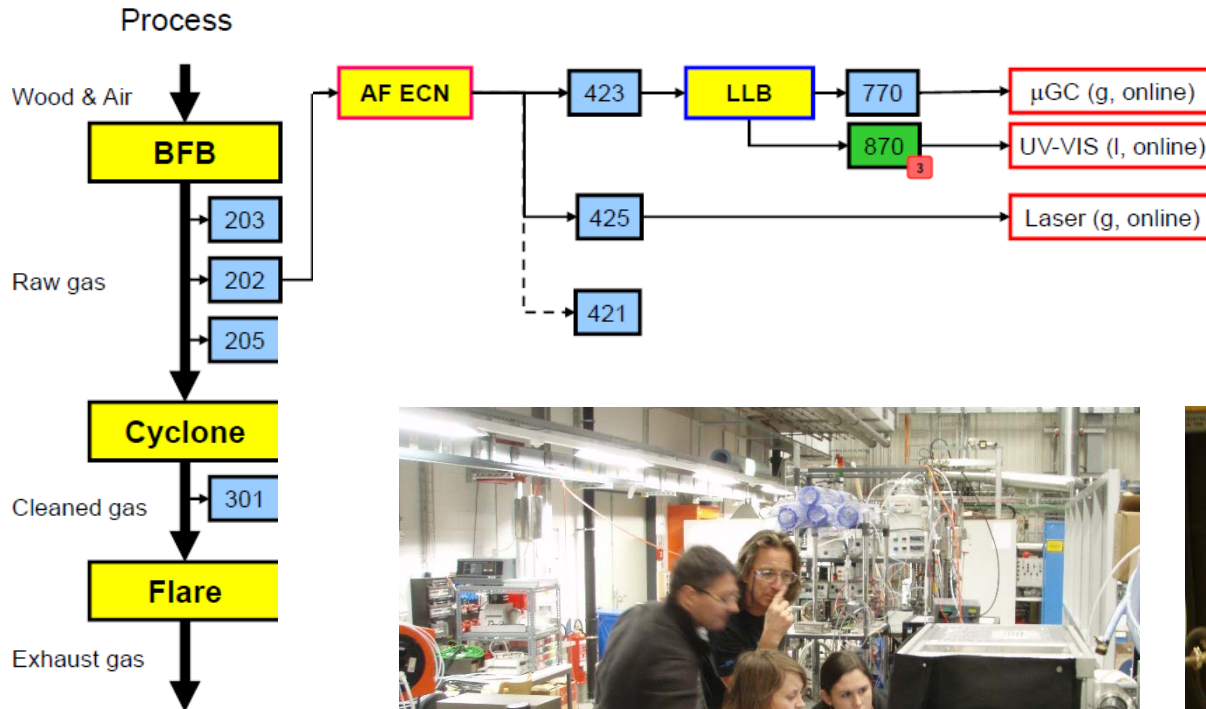 Process
Wood & Air
BFB
203
Raw gas
202
205
Cyclone
Cleaned gas
301
Flare
Exhaust gas
AF ECN
423
LLB
770
μGC (g, online)
870
3
UV-VIS (l, online)
425
Laser (g, online)
421